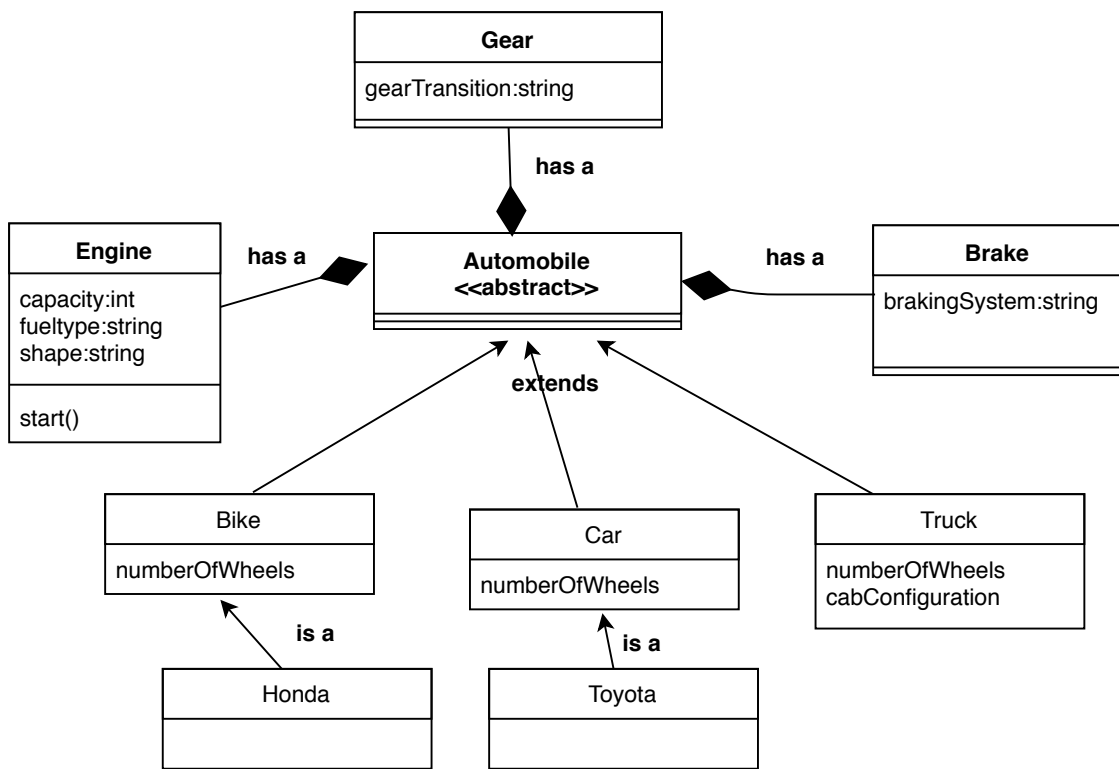 Gear
gearTransition:string
has a
Engine
capacity:int
fueltype:string
shape:string
start()
has a
Automobile
<<abstract>>
has a
Brake
brakingSystem:string
extends
Bike
numberOfWheels
Car
numberOfWheels
Truck
numberOfWheels
cabConfiguration
is a
is a
Honda
Toyota